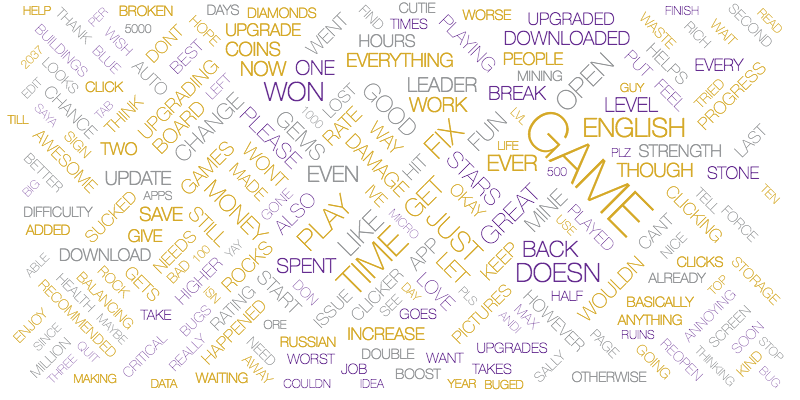 HELP
THANK
PER
WISH
BROKEN
5000
DAYS
DIAMONDS
FIND
CUTIE
TIMES
WORSE
UPGRADED
FINISH
SECOND
READ
BUILDINGS
BLUE
AUTO
DONT
HOPE
BEST
UPGRADE
COINS
WENT
HOURS
PLAYING
DOWNLOADED
WASTE
RICH
WAIT
2037
LOOKS
EDIT
CLICK
NOW
ONE
EVERYTHING
PEOPLE
MINING
HELPS
PUT
FEEL
EVERY
TRIED
PROGRESS
CHANGE
TAB
THINK
UPGRADING
BOARD
LEFT
CHANGE
WON
LOST
GOOD
LEADER
WORK
BREAK
OPEN
GUY
LEVEL
SAYA
SIGN
TILL
AWESOME
TWO
PLEASE
GEMS
1000
RATE
WAY
FIX
FUN
LVL
GAME
ENGLISH
PLZ
STRENGTH
LAST
BETTER
BIG
UPDATE
APPS
GAMES
WONT
MADE
EVEN
DAMAGE
HIT
STARS
LIFE
EVER
500
THOUGH
STONE
TEN
DIFFICULTY
ADDED
SUCKED
SAVE
GIVE
STILL
MONEY
GONE
ALSO
PLAY
LIKE
IVE
MICRO
GET
JUST
OKAY
GREAT
MINE
USE
PLAYED
CLICKING
TELL
FORCE
CANT
NICE
DOWNLOAD
NEEDS
BAD
100
YAY
ROCKS
SPENT
TIME
APP
LET
KEEP
BACK
DOESN
WOULDN
CLICKS
ALREADY
STORAGE
ABLE
ROCK
BALANCING
GETS
HIGHER
ISN
START
DON
ISSUE
CLICKER
SEE
DAY
LOVE
PLS
PICTURES
HALF
BASICALLY
ANYTHING
POP
ANNOYING
HEALTH
RECOMMENDED
MAYBE
TAKE
BUGS
RATING
HAPPENED
ORE
GOES
MAX
ANDY
HOWEVER
RUINS
SCREEN
SOON
ENJOY
SINCE
MILLION
THREE
QUIT
CRITICAL
REALLY
NEED
AWAY
RUSSIAN
WORST
INCREASE
DOUBLE
WANT
UPGRADES
SALLY
PAGE
GOING
REOPEN
THINKING
STOP
KIND
BUG
MAKING
DATA
WAITING
COULDN
JOB
IDEA
BOOST
TAKES
YEAR
BUGED
OTHERWISE